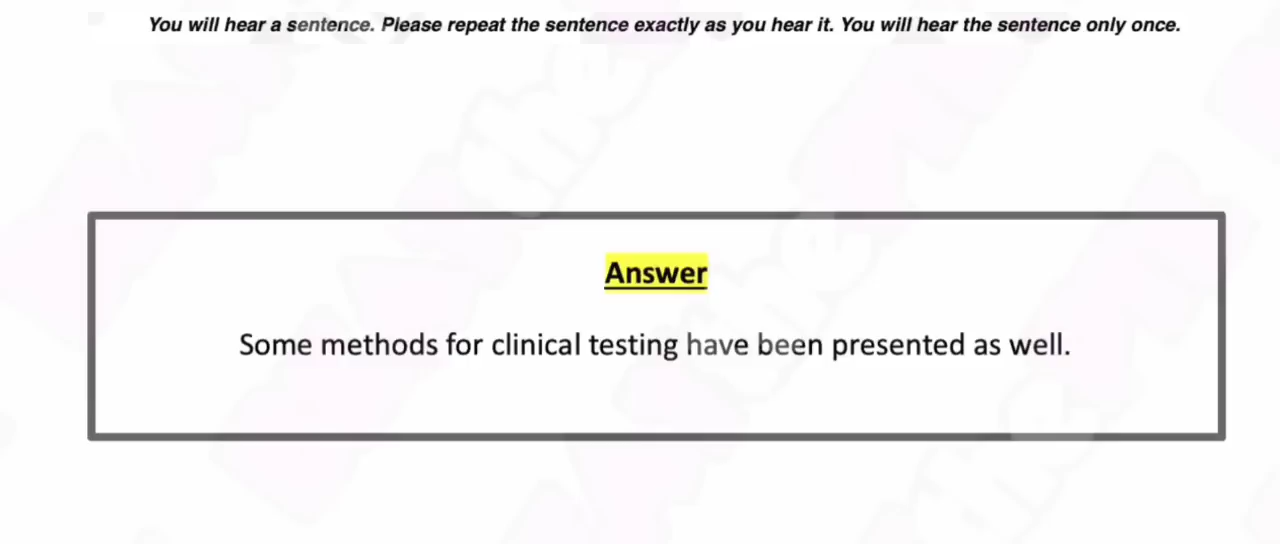 You will hear a sentence. Please repeat the sentence exactly as you hear it. You will hear the sentence only once.
Answer
Some methods for clinical testing have been presented as well.